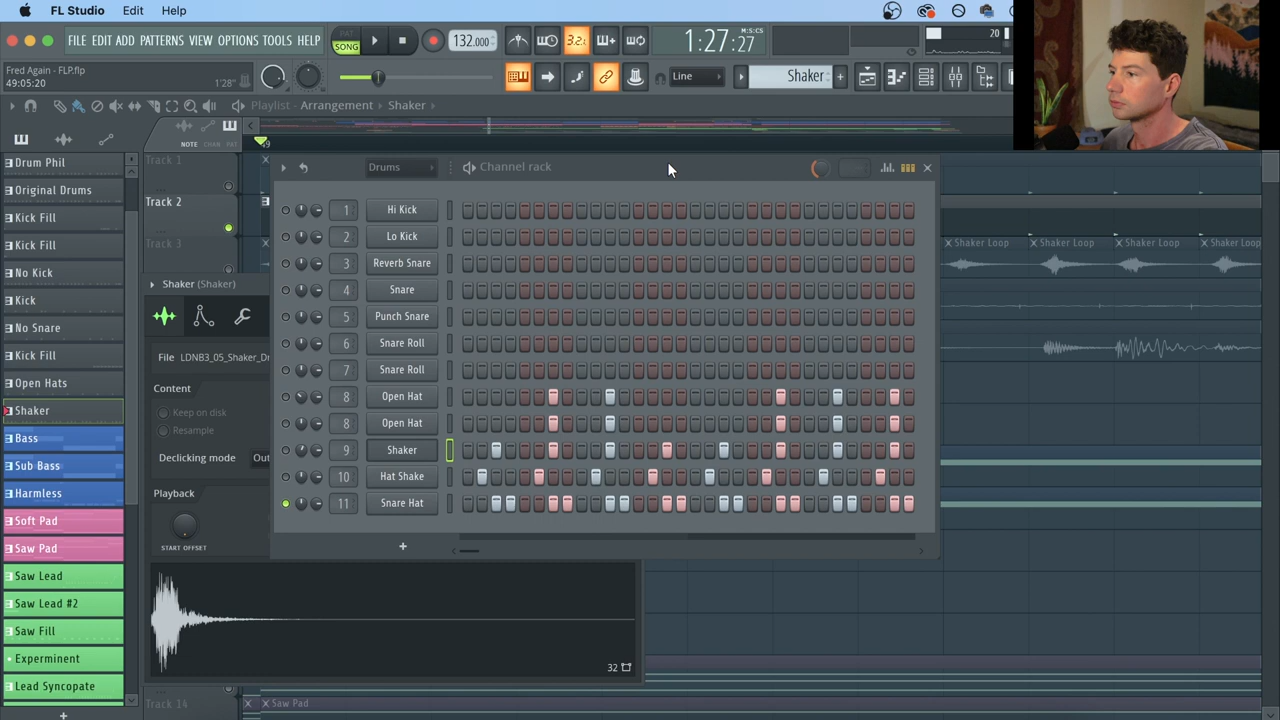 FL Studio Edit Help
FILE EDIT ADD PATTERNS VIEW OPTIONS TOOLS HELP
PAT
SONG
132.000
3.2.
1:27:27
M:S:CS
20
Fred Again - FLP.flp
49:05:20
1'28"
Line
Shaker
Playlist - Arrangement ▸ Shaker ▸
NOTE CHAN PAT
Drum Phil
Original Drums
Kick Fill
Kick Fill
No Kick
Kick
No Snare
Kick Fill
Open Hats
Shaker
Bass
Sub Bass
Harmless
Soft Pad
Saw Pad
Saw Lead
Saw Lead #2
Saw Fill
Experminent
Lead Syncopate
Track 1
Track 2
Track 3
Shaker (Shaker)
File LDNB3_05_Shaker_Dr
Content
Keep on disk
Resample
Declicking mode Out
Playback
START OFFSET
32
Drums
Channel rack
1 Hi Kick
2 Lo Kick
3 Reverb Snare
4 Snare
5 Punch Snare
6 Snare Roll
7 Snare Roll
8 Open Hat
8 Open Hat
9 Shaker
10 Hat Shake
11 Snare Hat
+
Shaker Loop Shaker Loop Shaker Loop Shaker Loop
Track 14
Saw Pad